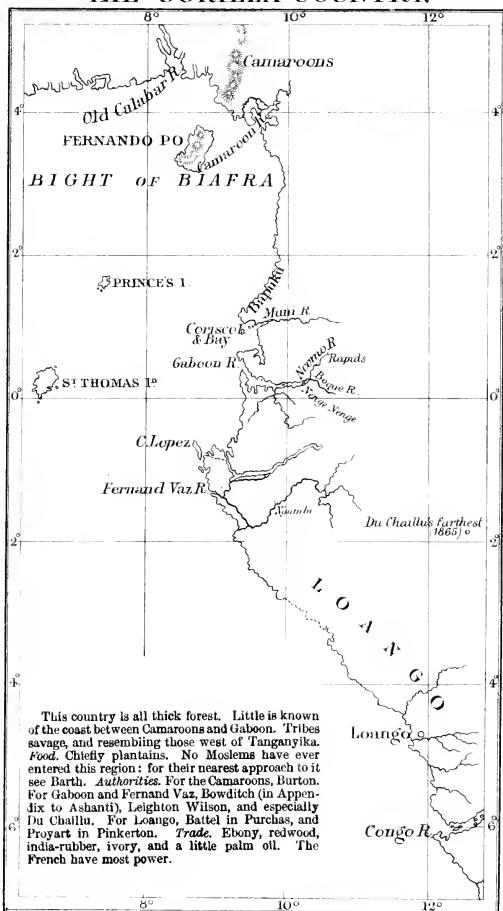 8°
10°
12°
Camaroons
Old Calabar R
4°
4°
FERNANDO PO
Camaroon R
BIGHT OF BIAFRA
2°
2°
PRINCE'S I.
Bapuku
Muni R
Corisco I.
& Bay
Gaboon R
Rapids
Boque R.
Nenge Nenge
ST THOMAS ID
0°
0°
C. Lopez
Fernand Vaz R
Du Chaillu's farthest
(1865)
2°
2°
LOANGO
4°
4°
This country is all thick forest. Little is known
of the coast between Camaroons and Gaboon. Tribes
savage, and resembling those west of Tanganyika.
Food. Chiefly plantains. No Moslems have ever
entered this region: for their nearest approach to it
see Barth. Authorities. For the Camaroons, Burton.
For Gaboon and Fernand Vaz, Bowditch (in Appen-
dix to Ashanti), Leighton Wilson, and especially
Du Chaillu. For Loango, Battel in Purchas, and
Proyart in Pinkerton. Trade. Ebony, redwood,
india-rubber, ivory, and a little palm oil. The
French have most power.
Loango
Congo R
6°
6°
8°
10°
12°